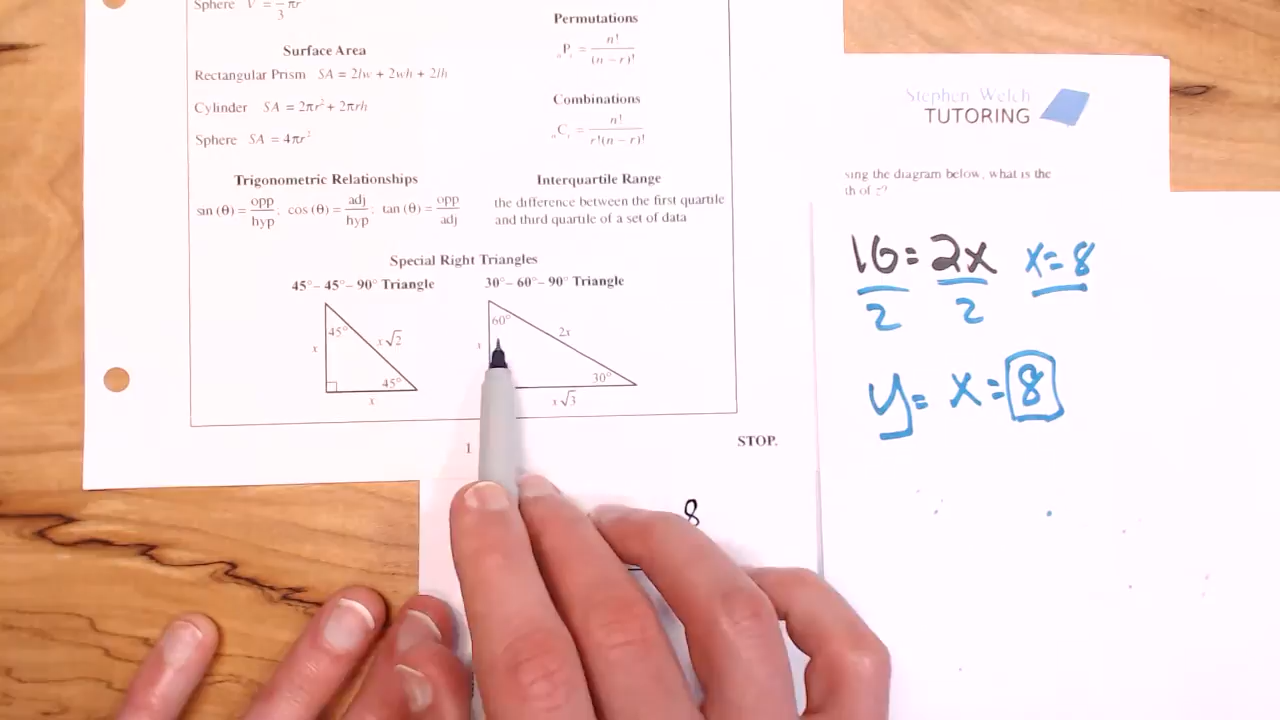 Sphere V = — πr
3
Surface Area
Rectangular Prism SA = 2lw + 2wh + 2lh
Cylinder SA = 2πr² + 2πrh
Sphere SA = 4πr²
Permutations
nPr = n! / (n – r)!
Combinations
nCr = n! / r!(n – r)!
Trigonometric Relationships
sin (θ) = opp / hyp; cos (θ) = adj / hyp; tan (θ) = opp / adj
Interquartile Range
the difference between the first quartile
and third quartile of a set of data
Special Right Triangles
45°– 45°– 90° Triangle
45°
x
x√2
45°
x
30°– 60°– 90° Triangle
60°
x
2x
30°
x√3
1
STOP.
8
Stephen Welch
TUTORING
sing the diagram below, what is the
th of z?
16 = 2x x = 8
2 2
y = x = 8